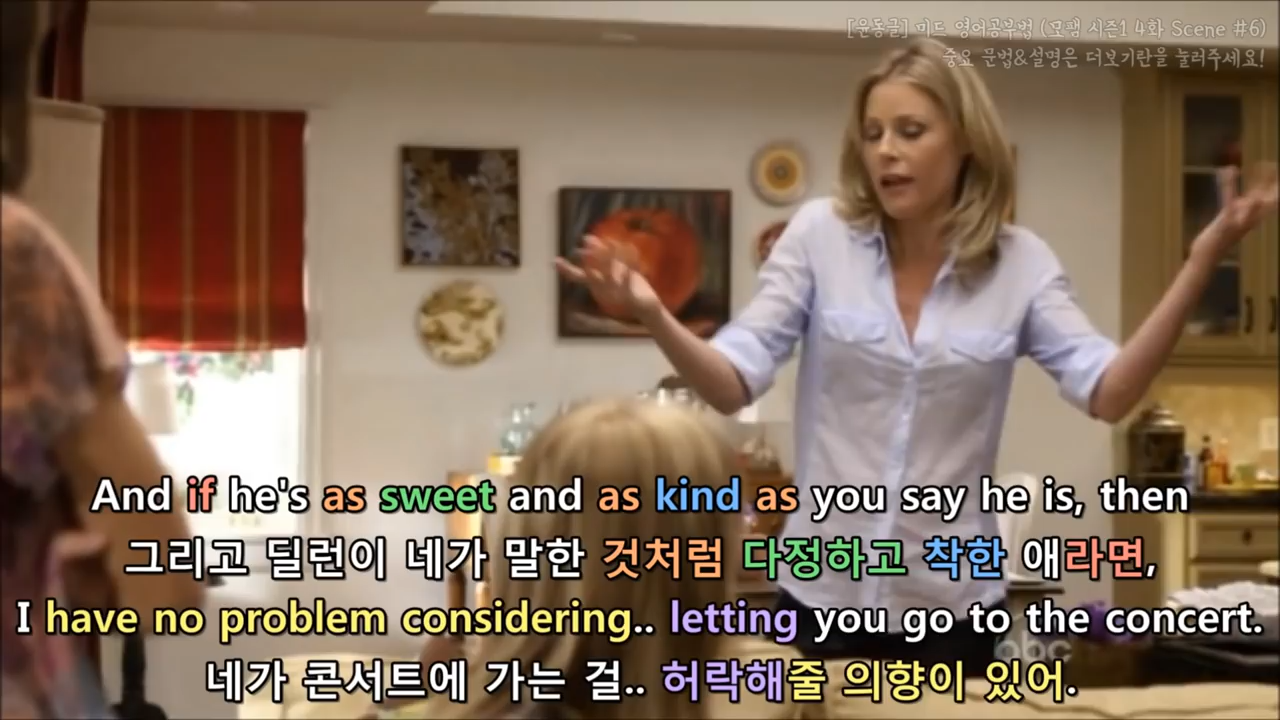 [윤동글] 미드 영어공부법 (모팸 시즌1 4화 Scene #6)
중요 문법&설명은 더보기란을 눌러주세요!
And if he's as sweet and as kind as you say he is, then
그리고 딜런이 네가 말한 것처럼 다정하고 착한 애라면,
I have no problem considering.. letting you go to the concert.
abc
네가 콘서트에 가는 걸.. 허락해줄 의향이 있어.